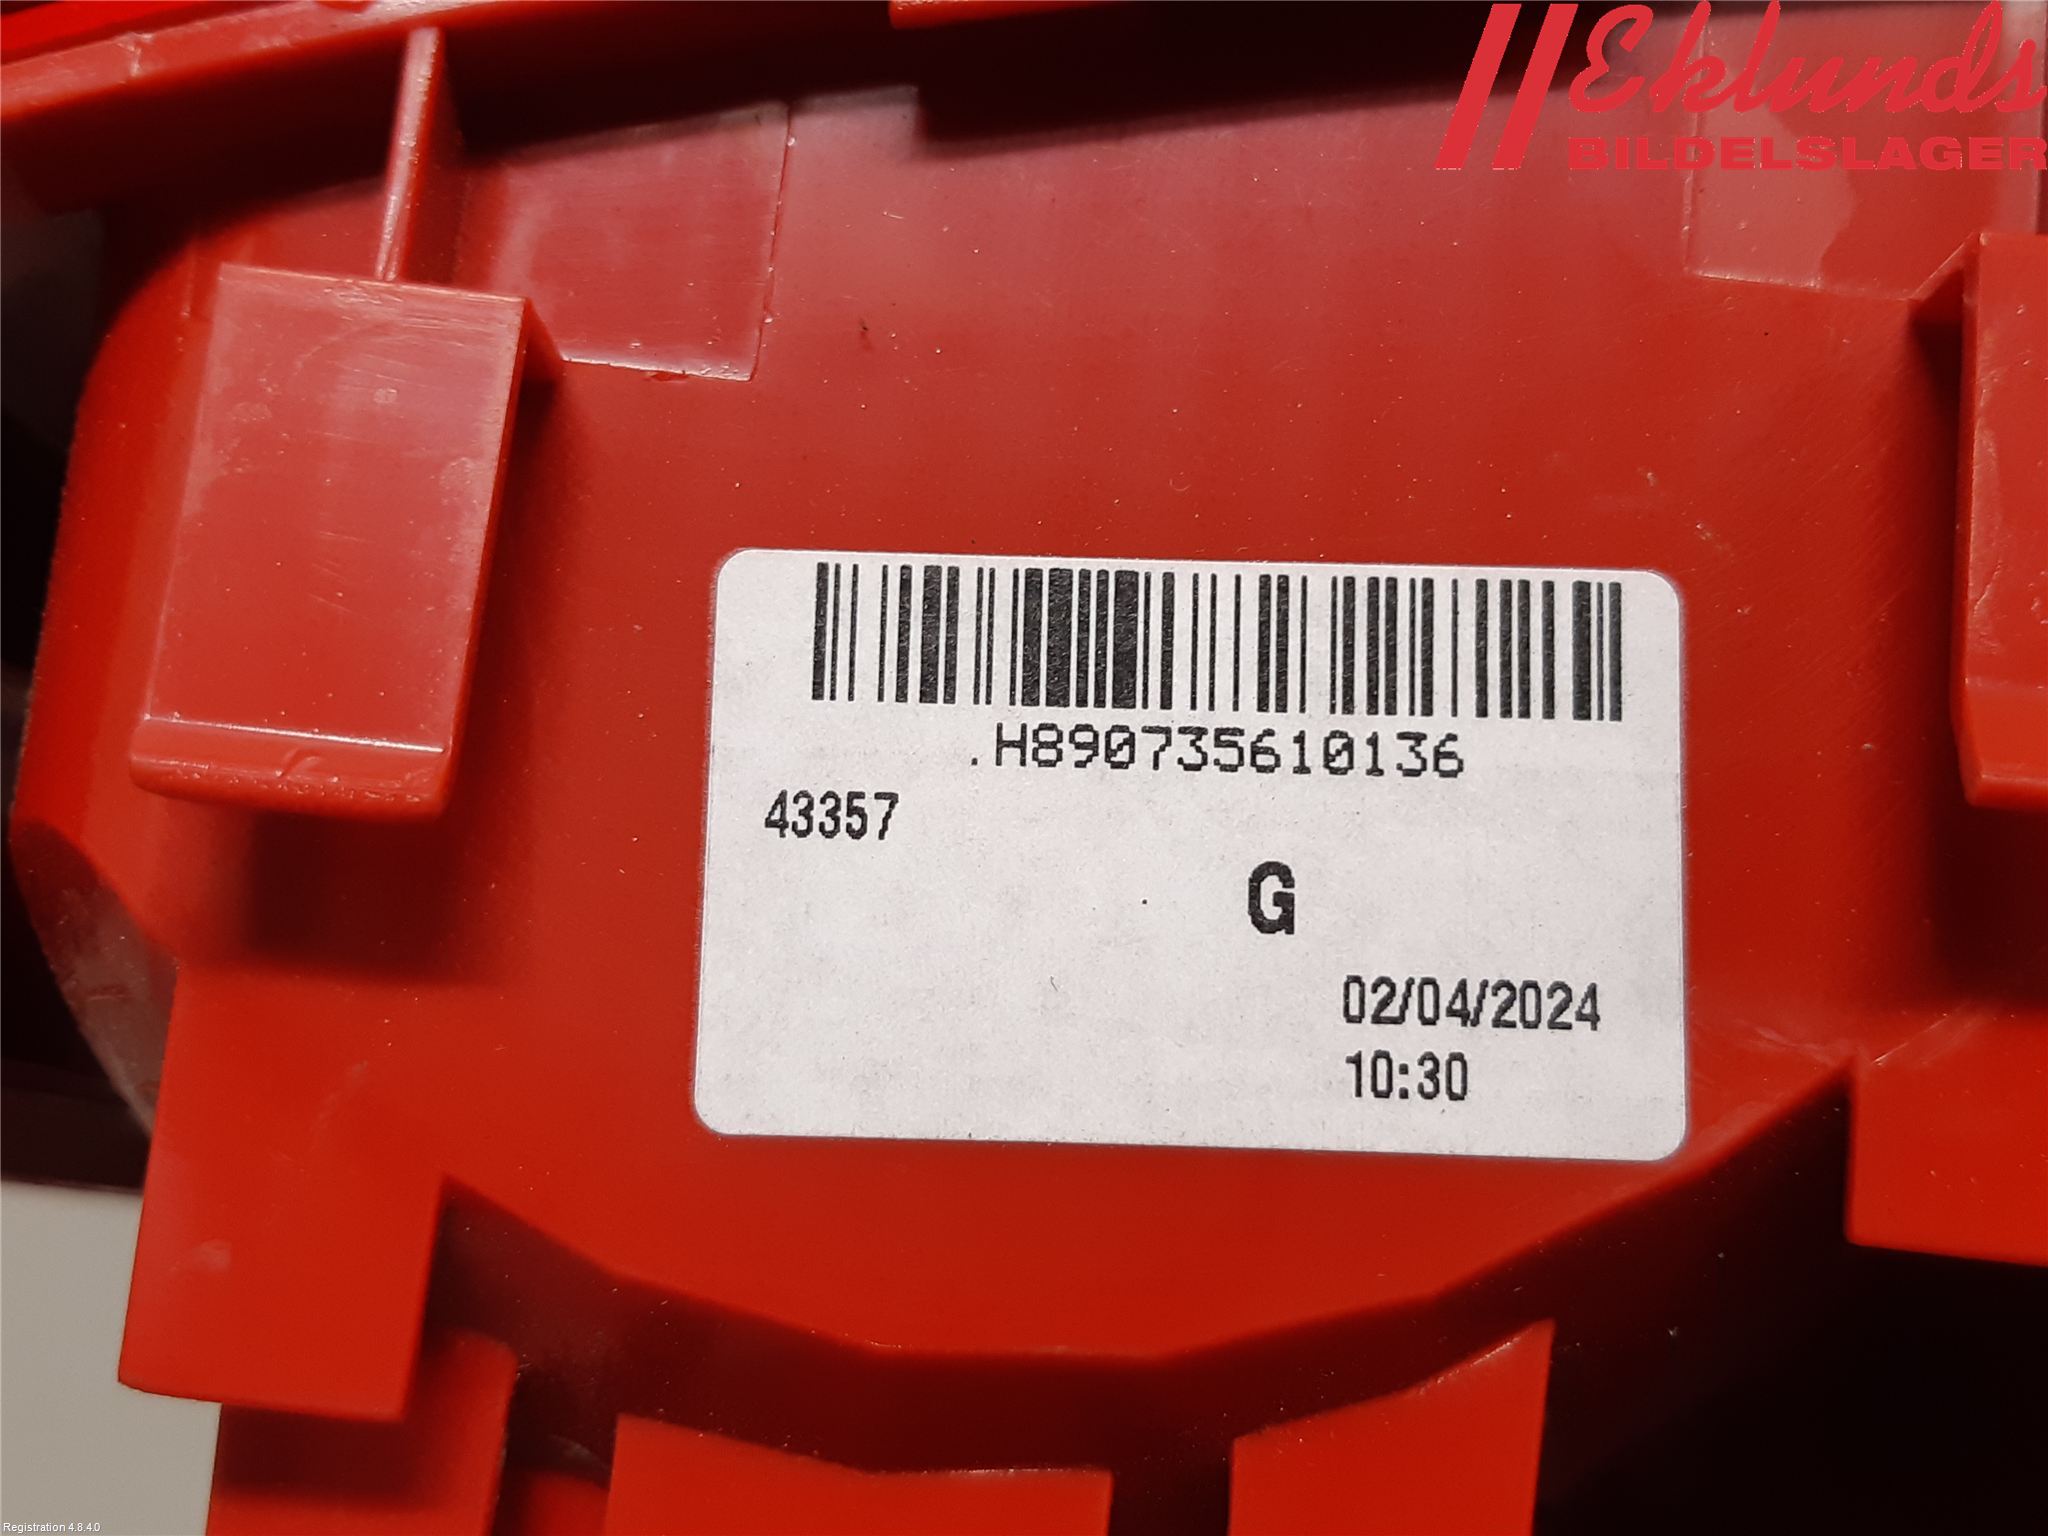 Eklunds
BILDELSLAGER
.H890735610136
43357
G
02/04/2024
10:30
Registration 4.8.4.0